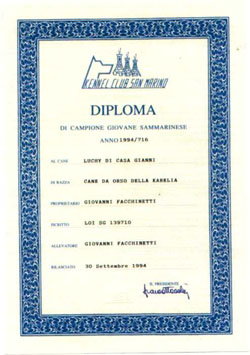 KENNEL CLUB SAN MARINO
DIPLOMA
DI CAMPIONE GIOVANE SAMMARINESE
ANNO 1994/716
AL CANE LUCHY DI CAZA GIANNI
DI RAZZA CANE DA ORSO DELLA KARELIA
PROPRIETARIO GIOVANNI FACCHINETTI
ISCRITTO LOI SG 139710
ALLEVATORE GIOVANNI FACCHINETTI
RILASCIATO 30 Settembre 1994
IL PRESIDENTE